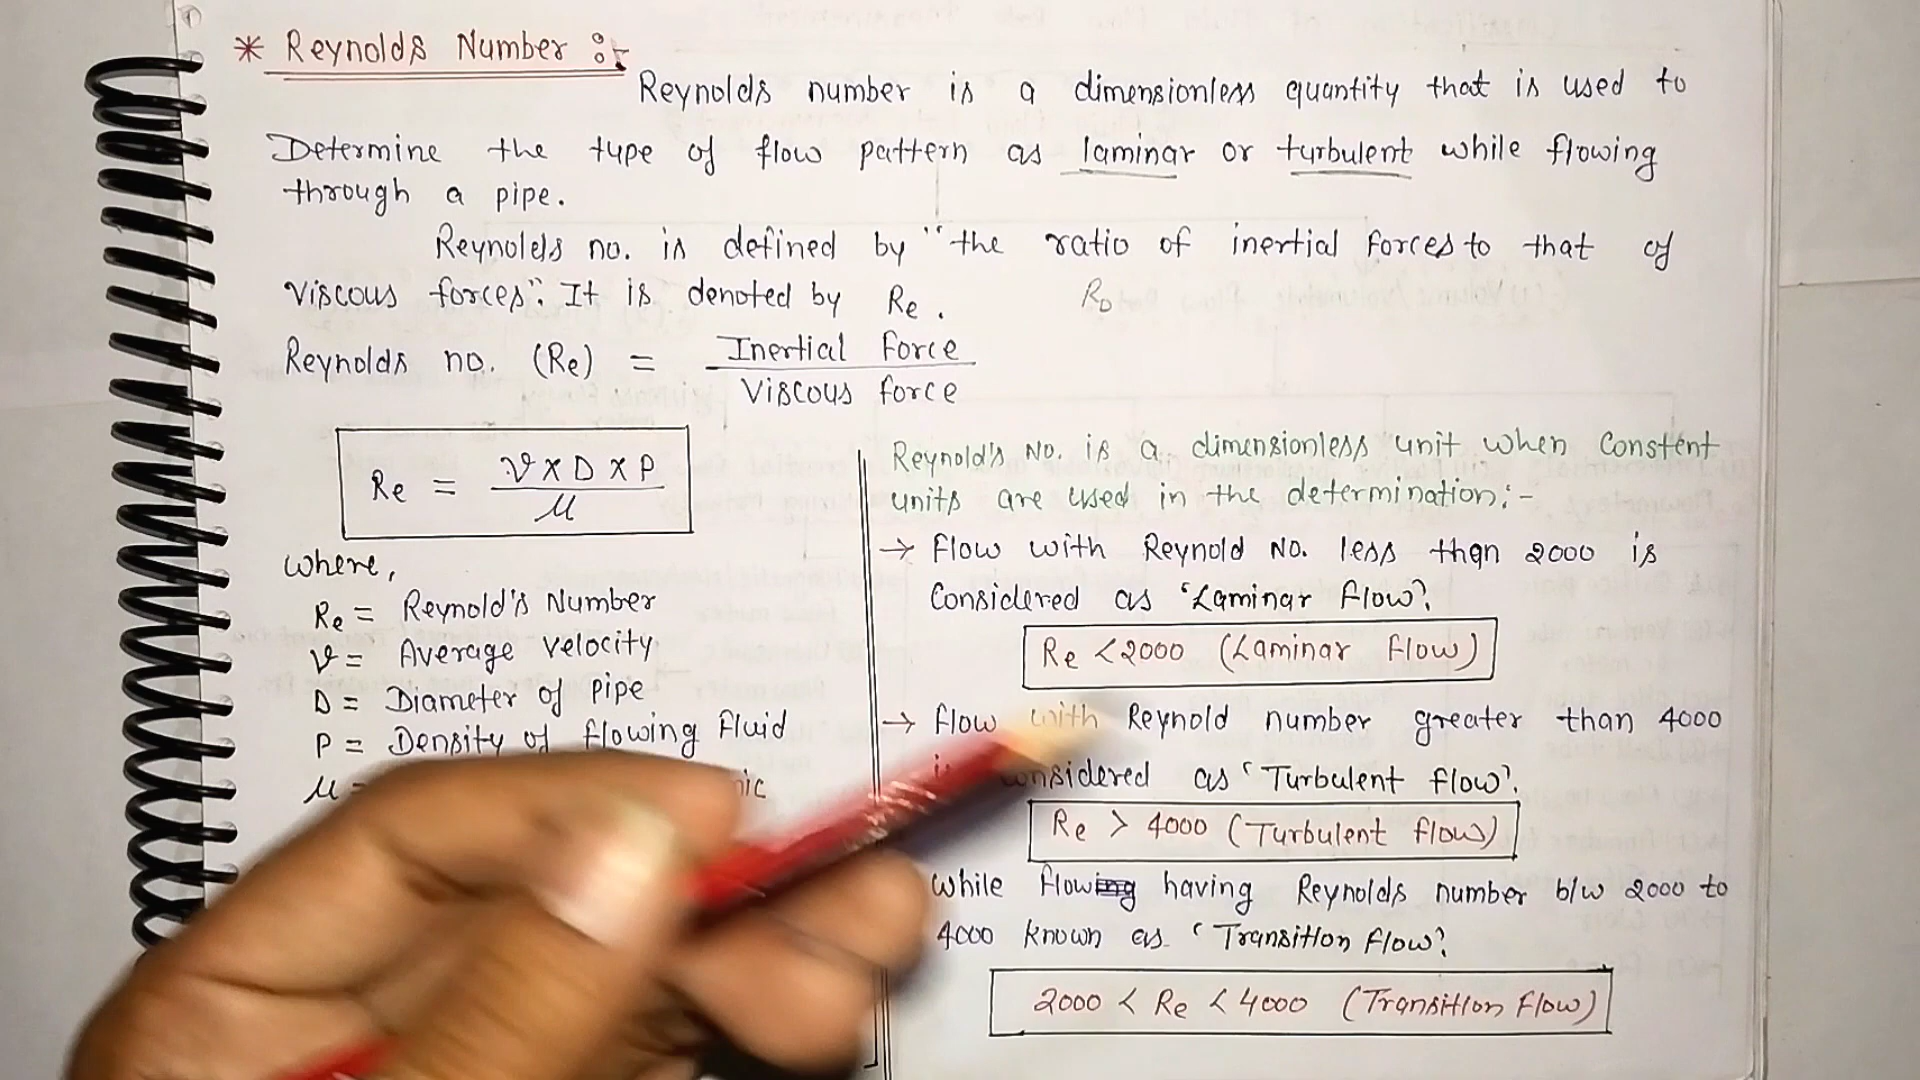 * Reynolds Number :-
Reynolds number is a dimensionless quantity that is used to
Determine the type of flow pattern as laminar or turbulent while flowing
through a pipe.
Reynolds no. is defined by "the ratio of inertial forces to that of
viscous forces". It is denoted by Re. RD
Reynolds no. (Re) = Inertial force
Viscous force
Re = v x D x ρ
μ
where,
Re = Reynold's Number
v = Average velocity
D = Diameter of pipe
ρ = Density of flowing fluid
μ =
Reynold's No. is a dimensionless unit when Constent
units are used in the determination:-
→ Flow with Reynold No. less than 2000 is
Considered as 'Laminar Flow'.
Re < 2000 (Laminar Flow)
→ flow with Reynold number greater than 4000
considered as 'Turbulent flow'.
Re > 4000 (Turbulent flow)
while flow having Reynolds number b/w 2000 to
4000 known as 'Transition Flow'.
2000 < Re < 4000 (Transition Flow)